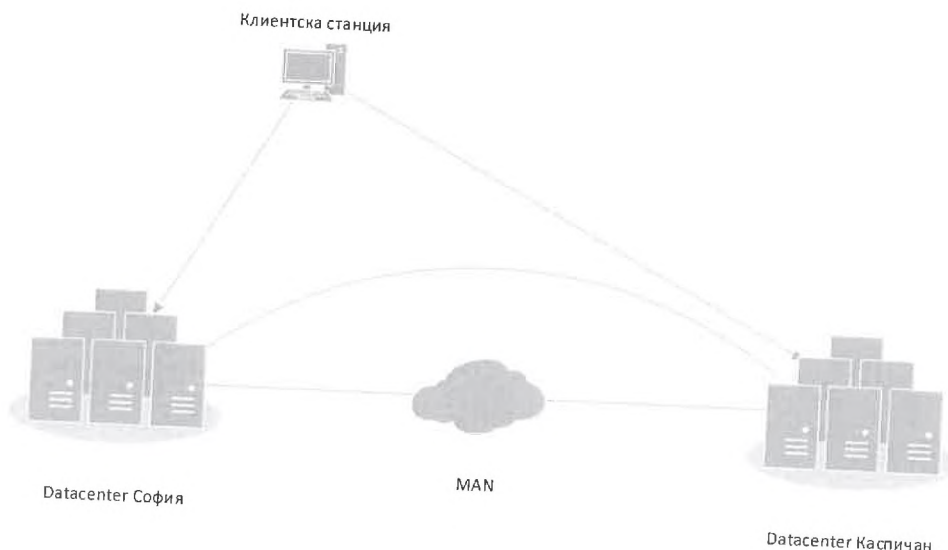 Клиентска станция
Datacenter София
MAN
Datacenter Каспичан